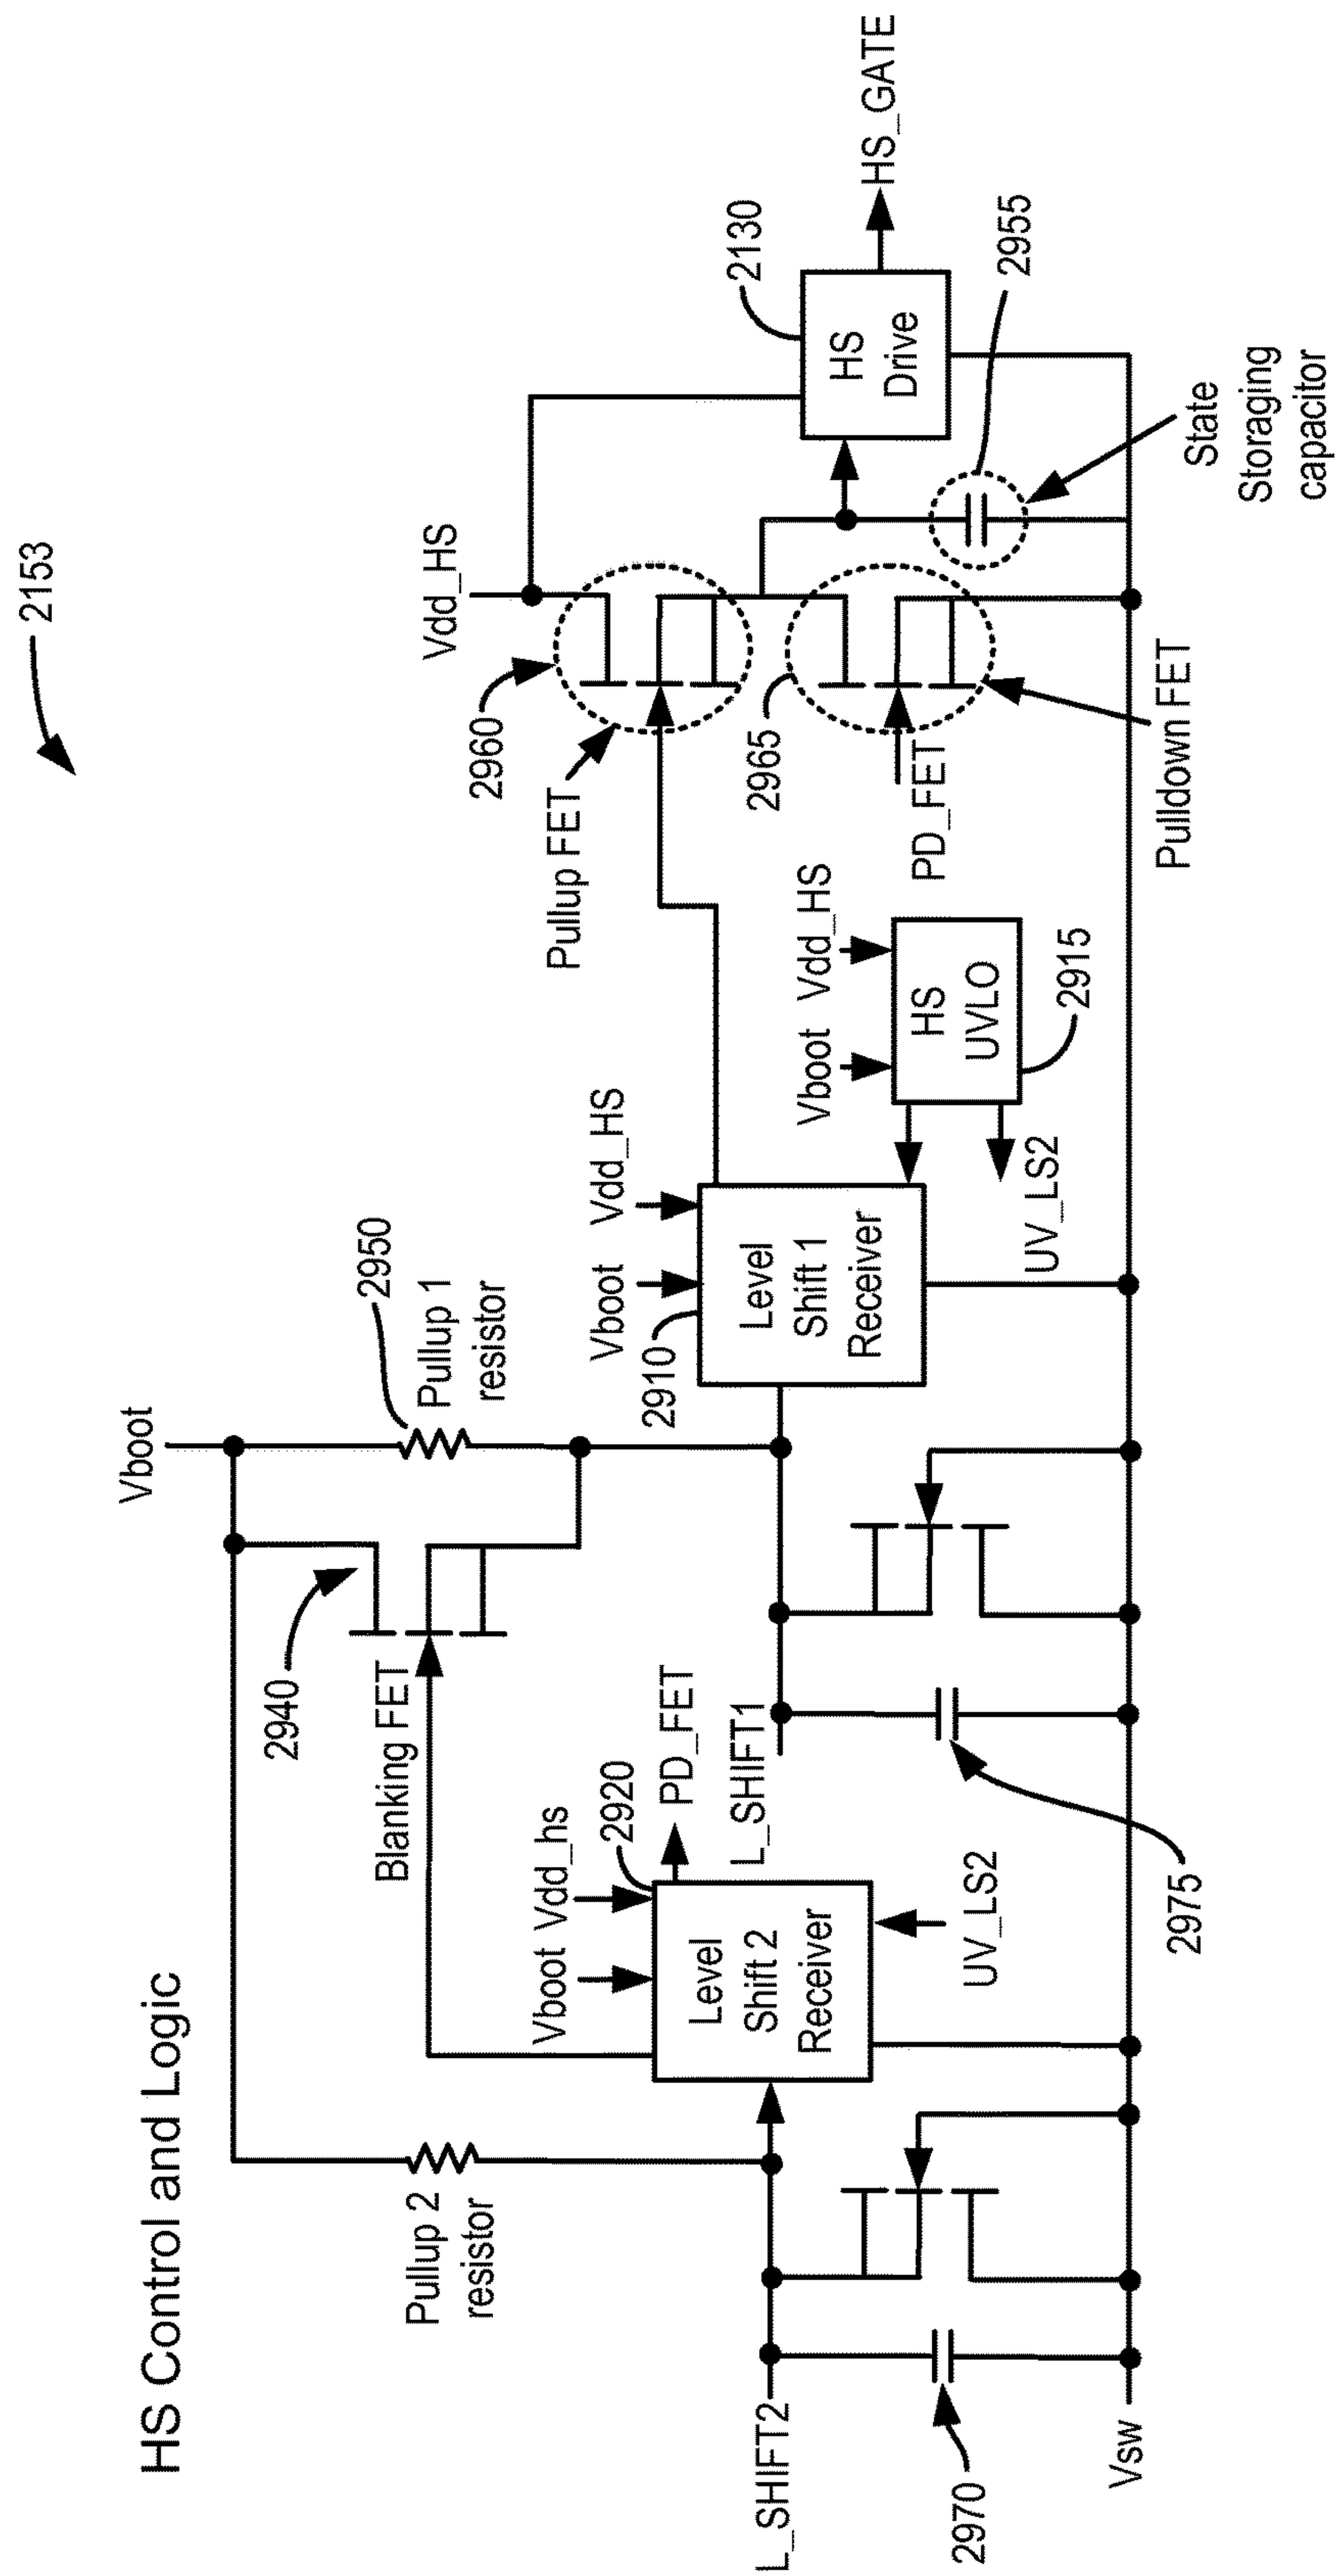 2153
HS Control and Logic
Vboot
2950
Pullup 1
resistor
2940
Blanking FET
Pullup 2
resistor
Vdd_HS
2960
Pullup FET
2965
PD_FET
Pulldown FET
2130
HS
Drive
HS_GATE
2955
State
Storaging
capacitor
Vboot
Vdd_HS
2910
Level
Shift 1
Receiver
Vboot
Vdd_HS
HS
UVLO
2915
UV_LS2
Vboot
Vdd_hs
2920
PD_FET
Level
Shift 2
Receiver
UV_LS2
L_SHIFT1
L_SHIFT2
2975
2970
Vsw